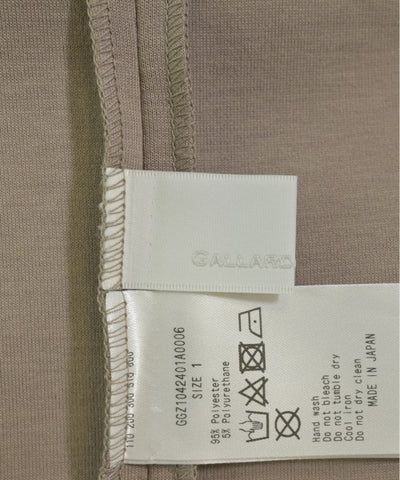 GALLARD
GGZ1042401A0006
SIZE 1
95% Polyester
5% Polyurethane
Hand wash
Do not bleach
Do not tumble dry
Cool iron
Do not dry clean
MADE IN JAPAN